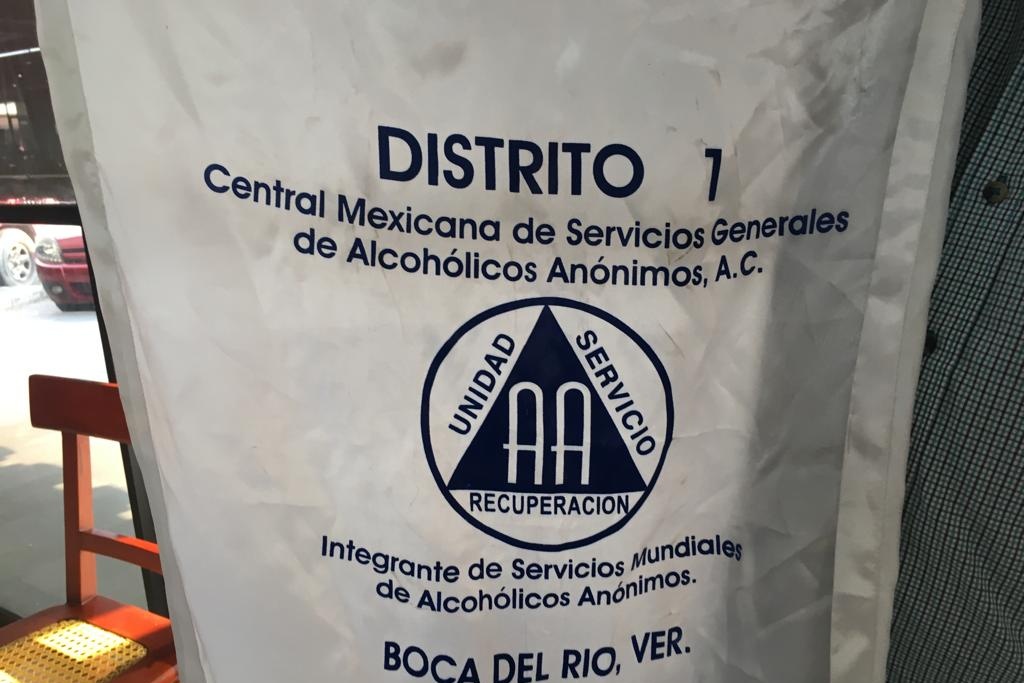 DISTRITO 7
Central Mexicana de Servicios Generales
de Alcohólicos Anónimos, A.C.
UNIDAD
SERVICIO
AA
RECUPERACION
Integrante de Servicios Mundiales
de Alcohólicos Anónimos.
BOCA DEL RIO, VER.